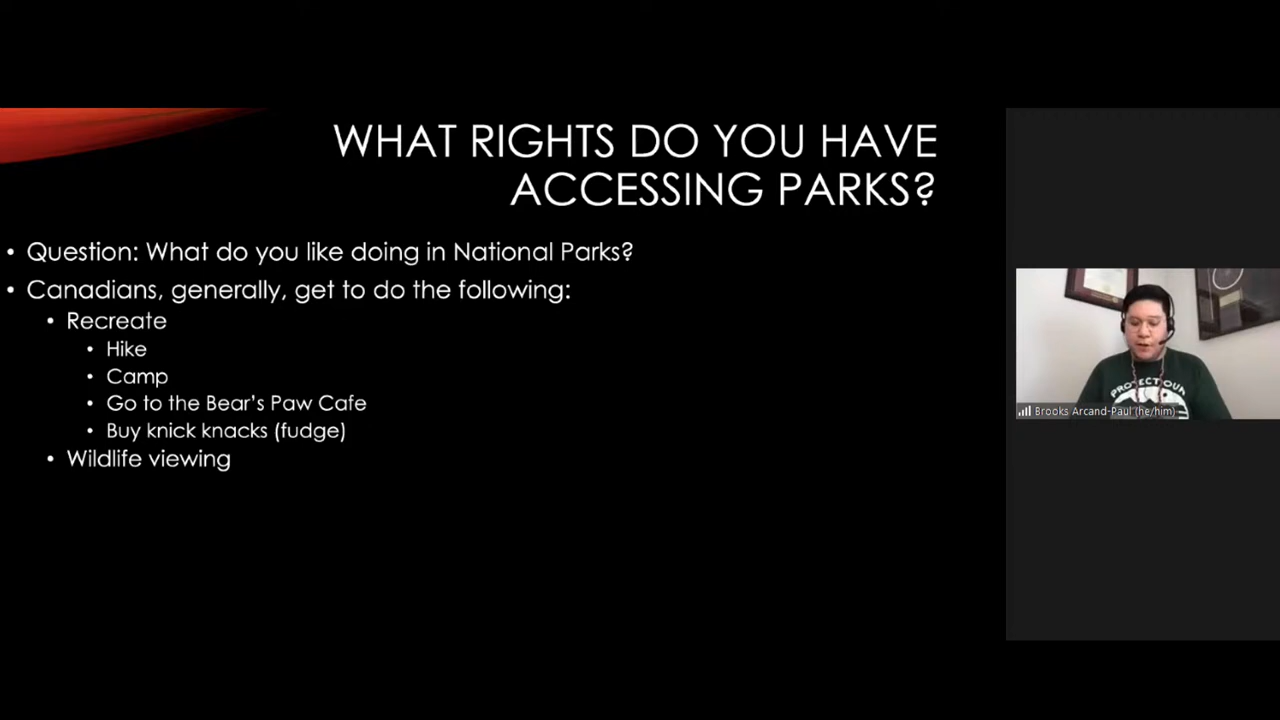 WHAT RIGHTS DO YOU HAVE
ACCESSING PARKS?
• Question: What do you like doing in National Parks?
• Canadians, generally, get to do the following:
• Recreate
• Hike
• Camp
• Go to the Bear's Paw Cafe
• Buy knick knacks (fudge)
• Wildlife viewing
PROTECT OUR
Brooks Arcand-Paul (he/him)